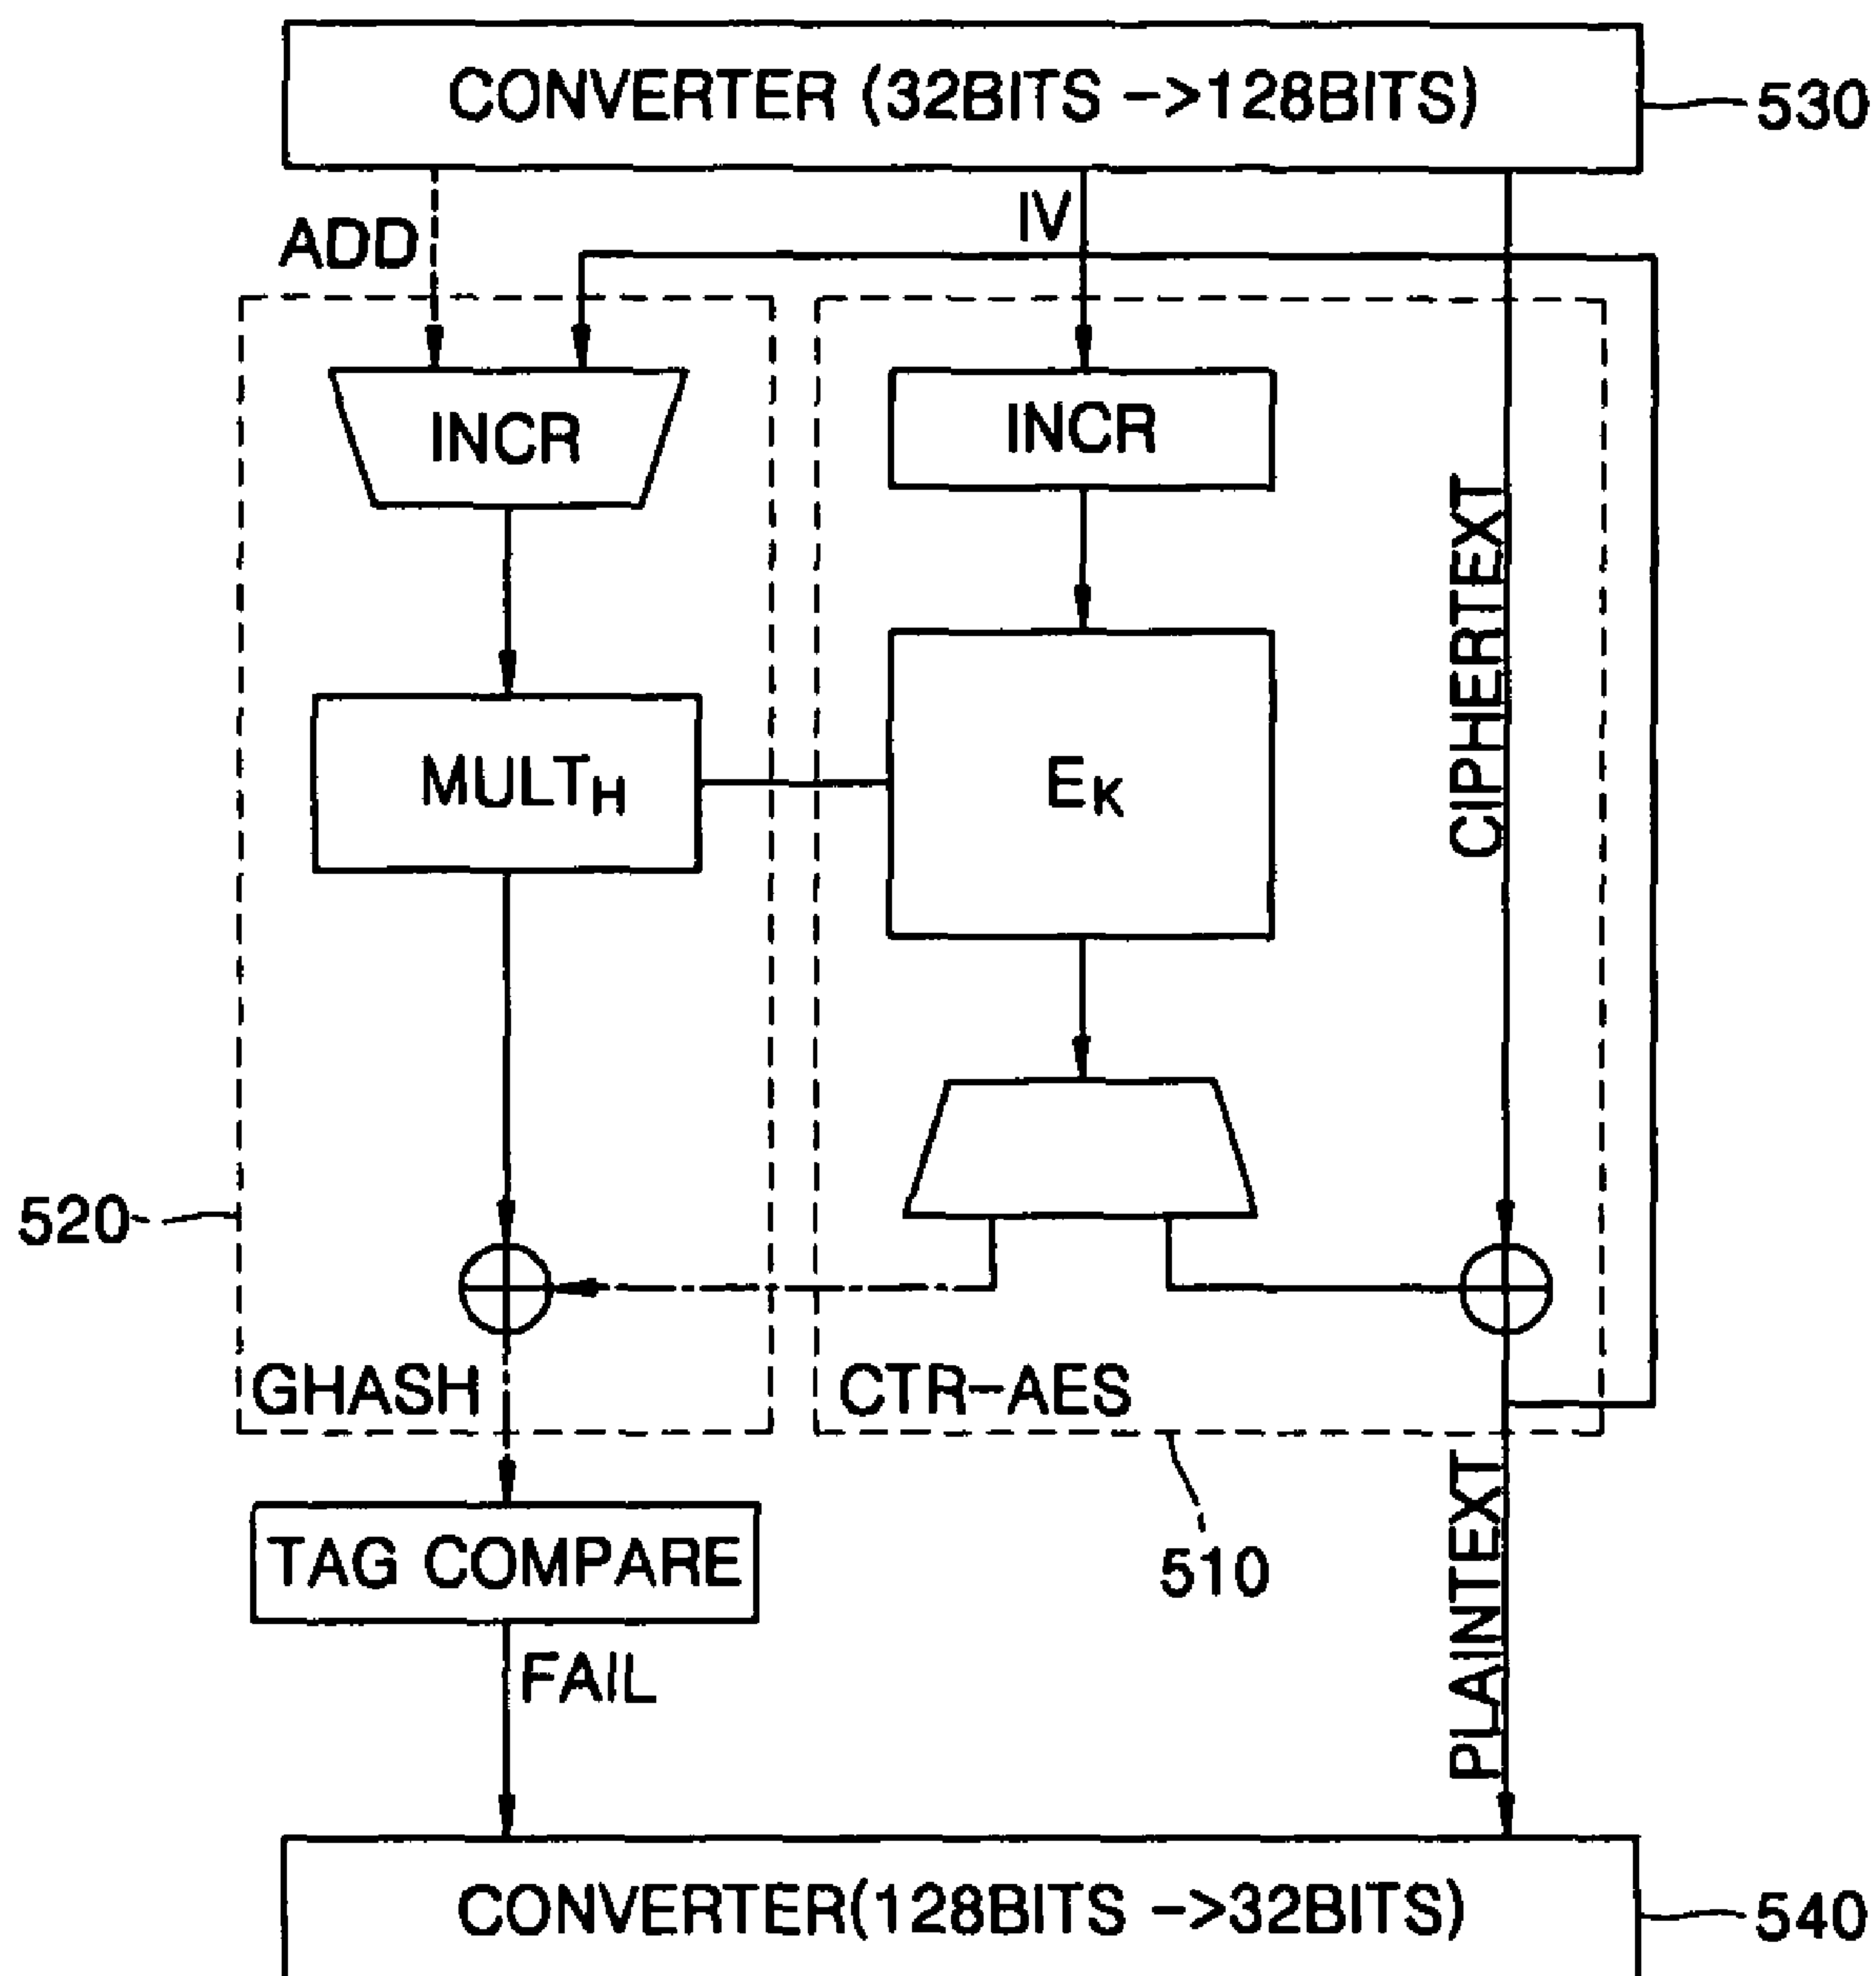 CONVERTER (32BITS ->128BITS)
530
ADD
IV
INCR
INCR
CIPHERTEXT
MULTH
EK
520
GHASH
CTR-AES
TAG COMPARE
510
FAIL
PLAINTEXT
CONVERTER(128BITS ->32BITS)
540